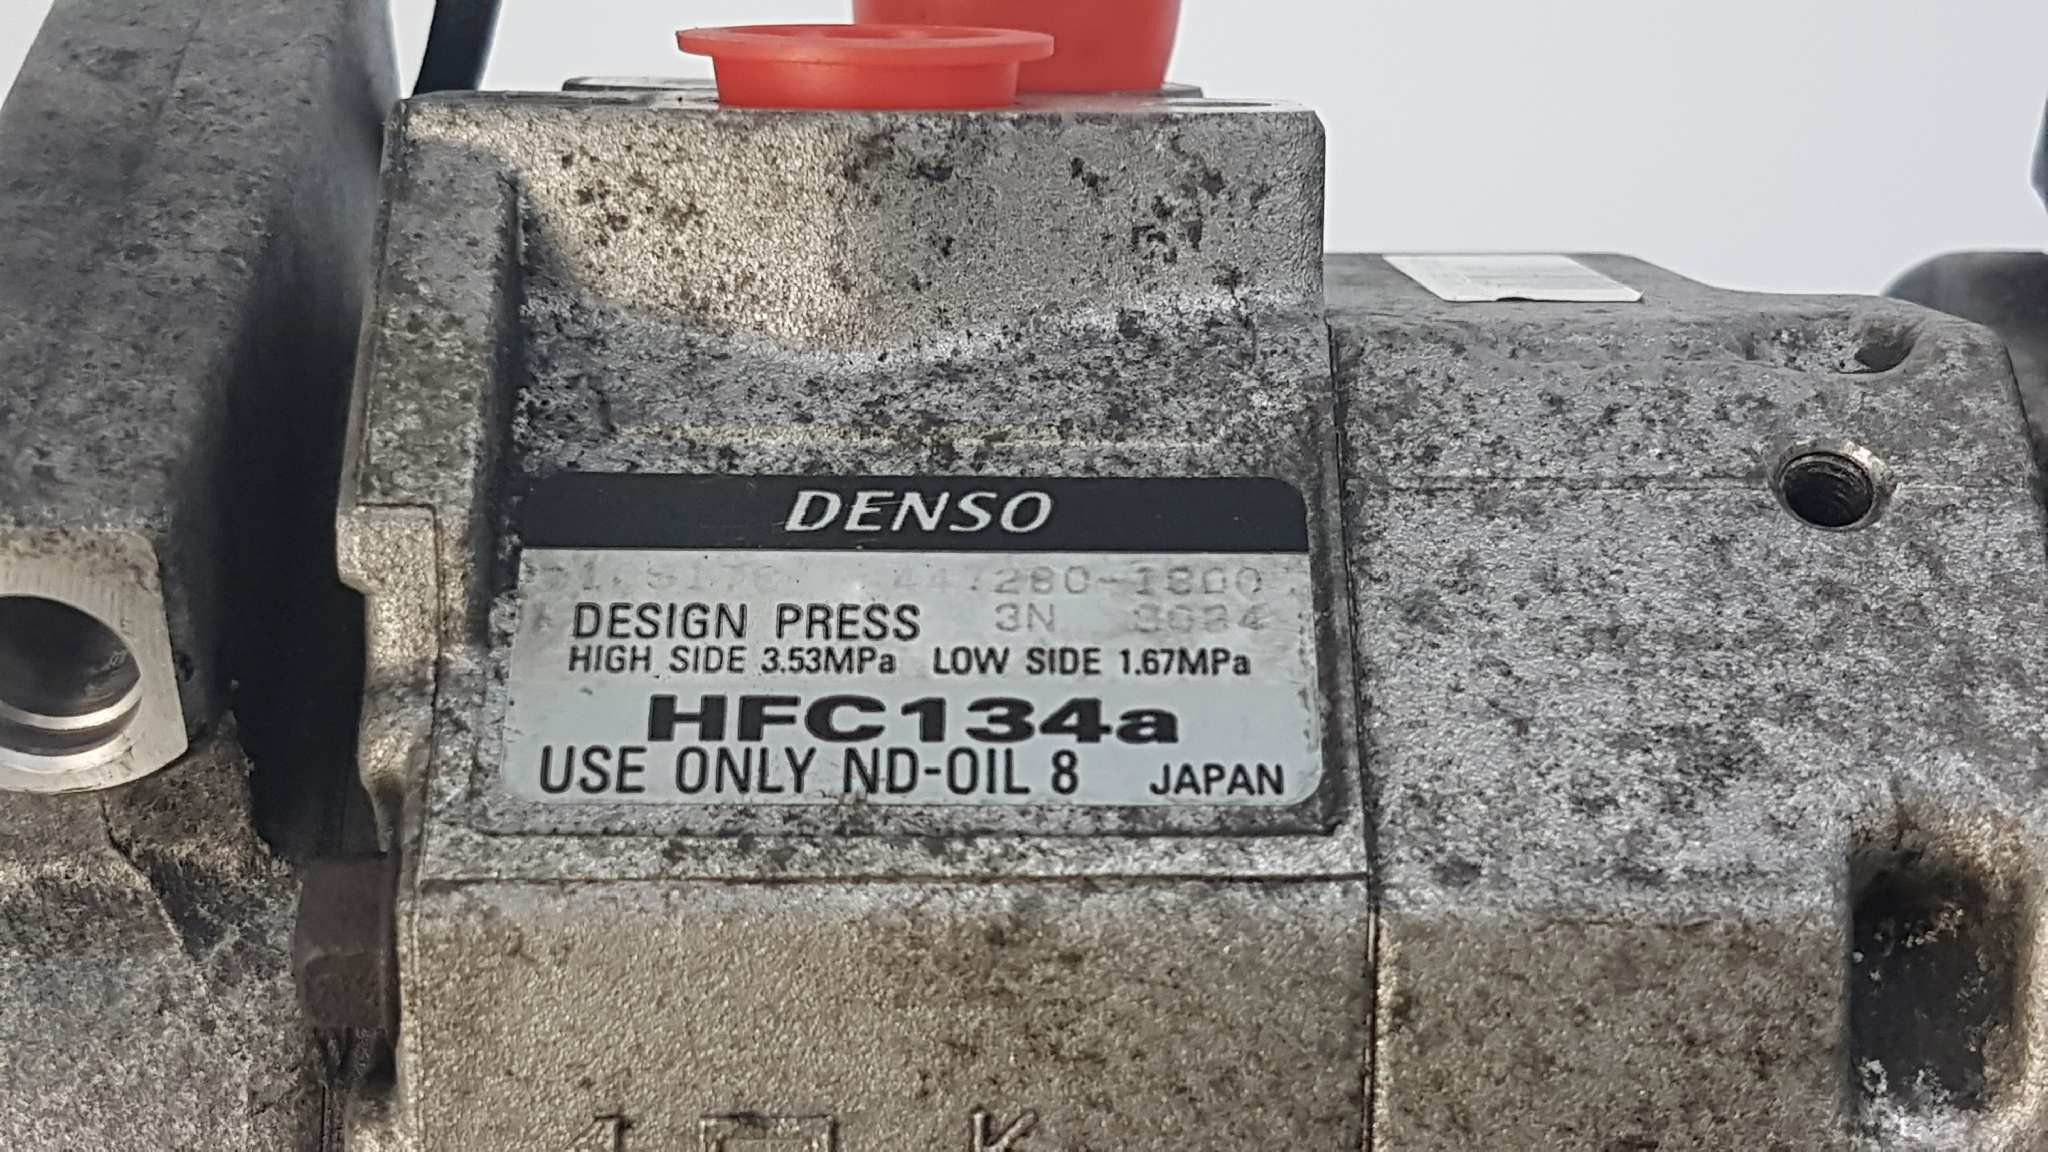 DENSO
447280-1800
DESIGN PRESS 3N
HIGH SIDE 3.53MPa LOW SIDE 1.67MPa
HFC134a
USE ONLY ND-OIL 8 JAPAN